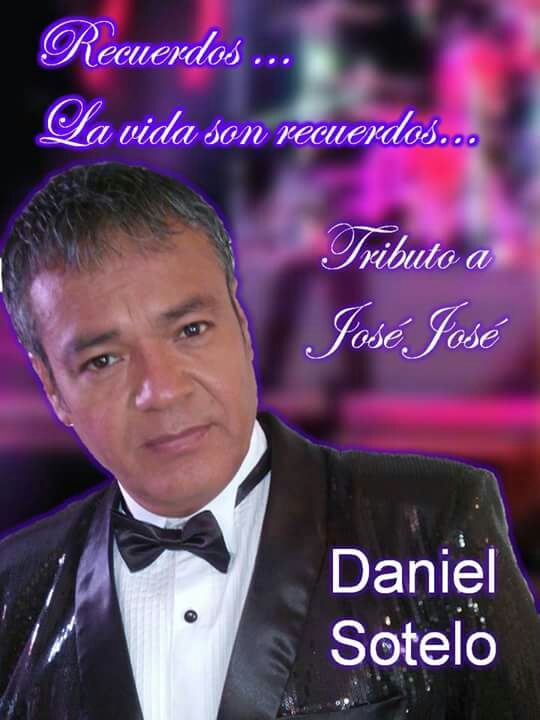 Recuerdos ...
La vida son recuerdos...
Tributo a
José José
Daniel
Sotelo